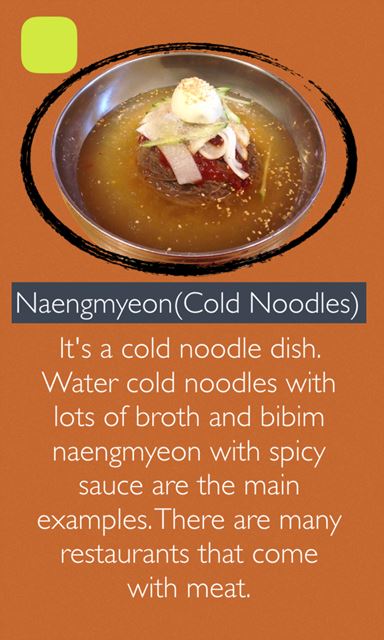 Naengmyeon(Cold Noodles)
It's a cold noodle dish.
Water cold noodles with
lots of broth and bibim
naengmyeon with spicy
sauce are the main
examples. There are many
restaurants that come
with meat.